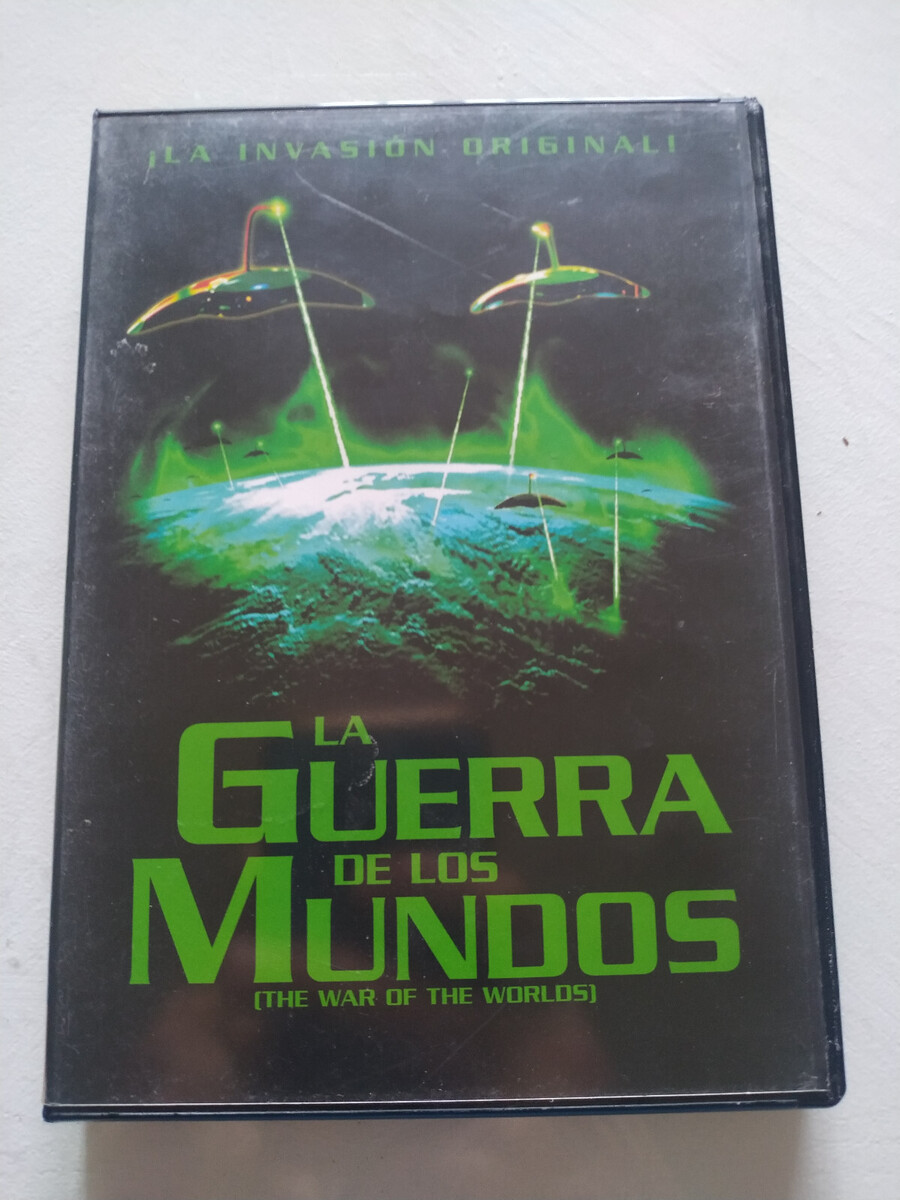 ¡LA INVASIÓN ORIGINAL!
LA
GUERRA
DE LOS
MUNDOS
(THE WAR OF THE WORLDS)